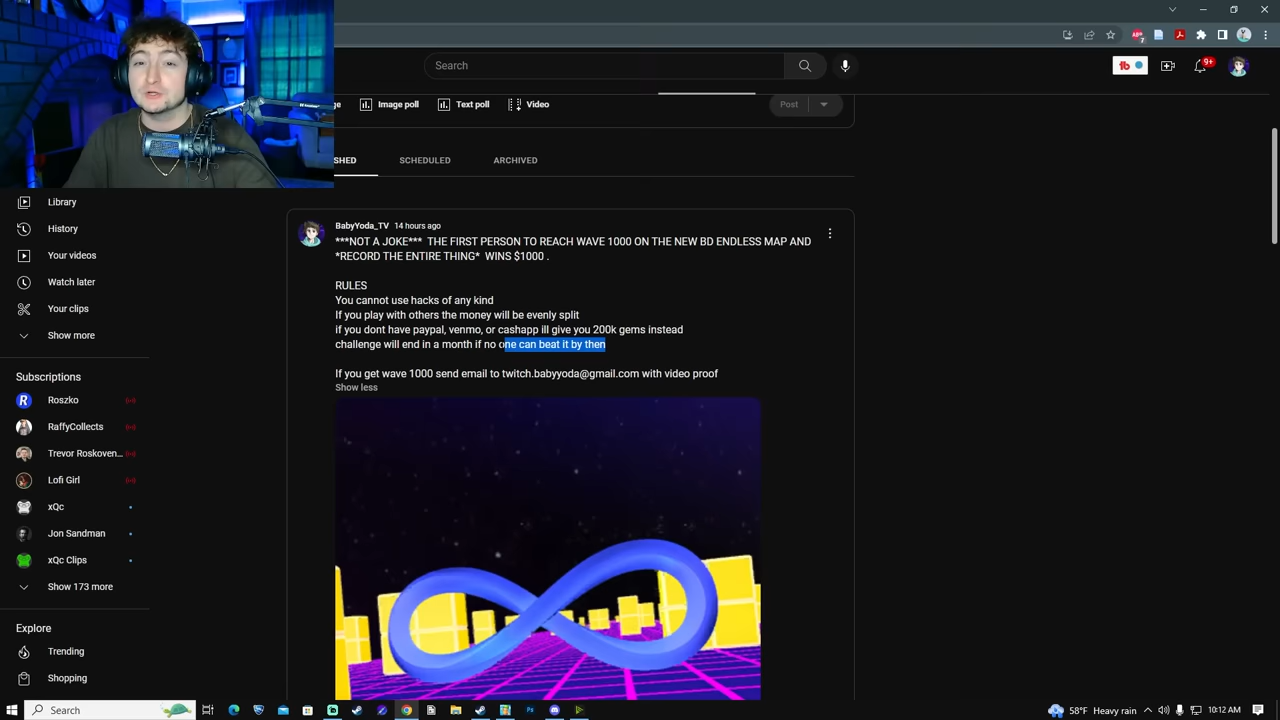 Search
9+
Image poll
Text poll
Video
Post
SCHEDULED
ARCHIVED
Library
History
Your videos
Watch later
Your clips
Show more
Subscriptions
Roszko
RaffyCollects
Trevor Roskoven...
Lofi Girl
xQc
Jon Sandman
xQc Clips
Show 173 more
Explore
Trending
Shopping
BabyYoda_TV 14 hours ago
***NOT A JOKE*** THE FIRST PERSON TO REACH WAVE 1000 ON THE NEW BD ENDLESS MAP AND
*RECORD THE ENTIRE THING* WINS $1000 .
RULES
You cannot use hacks of any kind
If you play with others the money will be evenly split
if you dont have paypal, venmo, or cashapp ill give you 200k gems instead
challenge will end in a month if no one can beat it by then
If you get wave 1000 send email to twitch.babyyoda@gmail.com with video proof
Show less
Search
58°F Heavy rain
10:12 AM